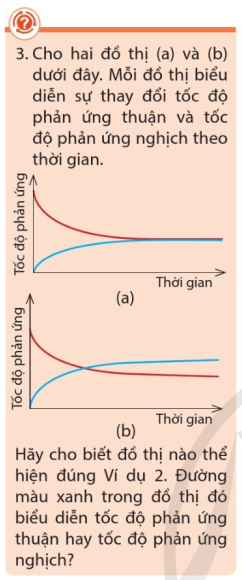 ?
3. Cho hai đồ thị (a) và (b)
dưới đây. Mỗi đồ thị biểu
diễn sự thay đổi tốc độ
phản ứng thuận và tốc
độ phản ứng nghịch theo
thời gian.
Tốc độ phản ứng
Thời gian
(a)
Tốc độ phản ứng
Thời gian
(b)
Hãy cho biết đồ thị nào thể
hiện đúng Ví dụ 2. Đường
màu xanh trong đồ thị đó
biểu diễn tốc độ phản ứng
thuận hay tốc độ phản ứng
nghịch?